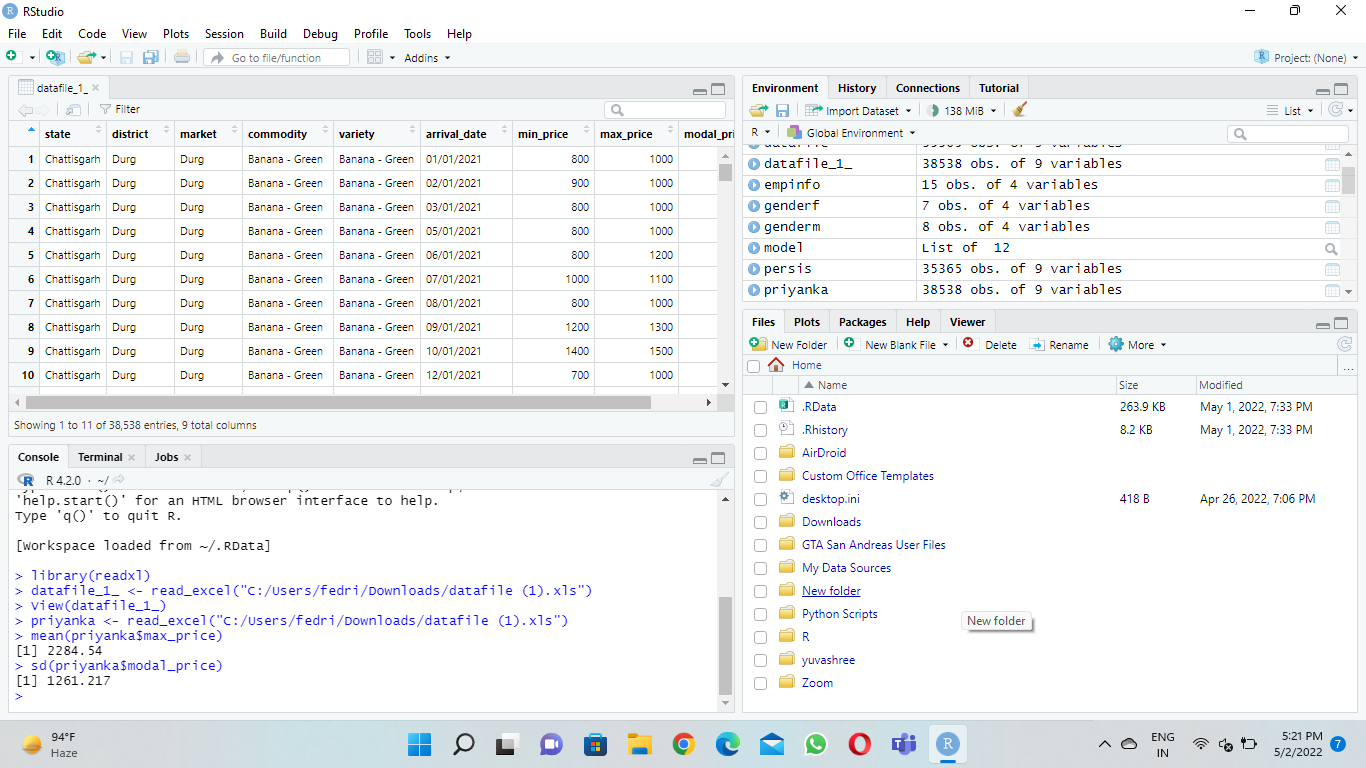 RStudio
File Edit Code View Plots Session Build Debug Profile Tools Help
Go to file/function Addins Project: (None)
datafile_1_
Filter
state district market commodity variety arrival_date min_price max_price modal_pri
1 Chattisgarh Durg Durg Banana - Green Banana - Green 01/01/2021 800 1000
2 Chattisgarh Durg Durg Banana - Green Banana - Green 02/01/2021 900 1000
3 Chattisgarh Durg Durg Banana - Green Banana - Green 03/01/2021 800 1000
4 Chattisgarh Durg Durg Banana - Green Banana - Green 05/01/2021 800 1000
5 Chattisgarh Durg Durg Banana - Green Banana - Green 06/01/2021 800 1200
6 Chattisgarh Durg Durg Banana - Green Banana - Green 07/01/2021 1000 1100
7 Chattisgarh Durg Durg Banana - Green Banana - Green 08/01/2021 800 1000
8 Chattisgarh Durg Durg Banana - Green Banana - Green 09/01/2021 1200 1300
9 Chattisgarh Durg Durg Banana - Green Banana - Green 10/01/2021 1400 1500
10 Chattisgarh Durg Durg Banana - Green Banana - Green 12/01/2021 700 1000
Showing 1 to 11 of 38,538 entries, 9 total columns
Console Terminal Jobs
R R 4.2.0 · ~/
'help.start()' for an HTML browser interface to help.
Type 'q()' to quit R.
[Workspace loaded from ~/.RData]
> library(readxl)
> datafile_1_ <- read_excel("C:/Users/fedri/Downloads/datafile (1).xls")
> View(datafile_1_)
> priyanka <- read_excel("C:/Users/fedri/Downloads/datafile (1).xls")
> mean(priyanka$max_price)
[1] 2284.54
> sd(priyanka$modal_price)
[1] 1261.217
>
Environment History Connections Tutorial
Import Dataset 138 MiB List
R Global Environment
datafile_1_ 38538 obs. of 9 variables
empinfo 15 obs. of 4 variables
genderf 7 obs. of 4 variables
genderm 8 obs. of 4 variables
model List of 12
persis 35365 obs. of 9 variables
priyanka 38538 obs. of 9 variables
Files Plots Packages Help Viewer
New Folder New Blank File Delete Rename More
Home ...
Name Size Modified
.RData 263.9 KB May 1, 2022, 7:33 PM
.Rhistory 8.2 KB May 1, 2022, 7:33 PM
AirDroid
Custom Office Templates
desktop.ini 418 B Apr 26, 2022, 7:06 PM
Downloads
GTA San Andreas User Files
My Data Sources
New folder
Python Scripts
New folder
R
yuvashree
Zoom
94°F
Haze
ENG
IN
5:21 PM
5/2/2022
7